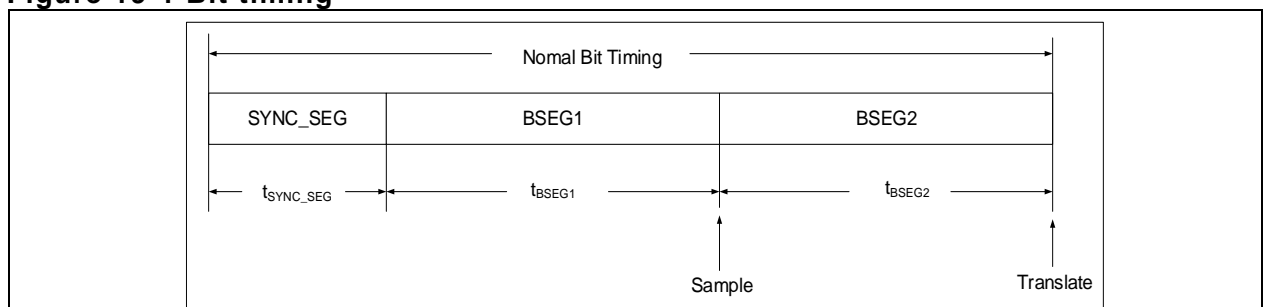 Nomal Bit Timing
SYNC_SEG BSEG1 BSEG2
tSYNC_SEG tBSEG1 tBSEG2
Sample Translate